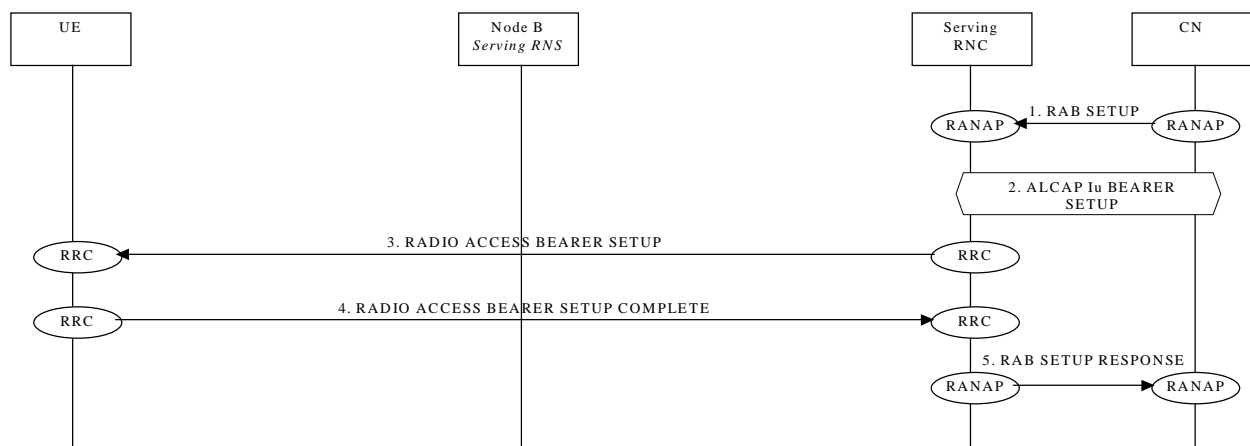 UE
Node B
Serving RNS
Serving
RNC
CN
1. RAB SETUP
RANAP
RANAP
2. ALCAP Iu BEARER
SETUP
3. RADIO ACCESS BEARER SETUP
RRC
RRC
4. RADIO ACCESS BEARER SETUP COMPLETE
RRC
RRC
5. RAB SETUP RESPONSE
RANAP
RANAP